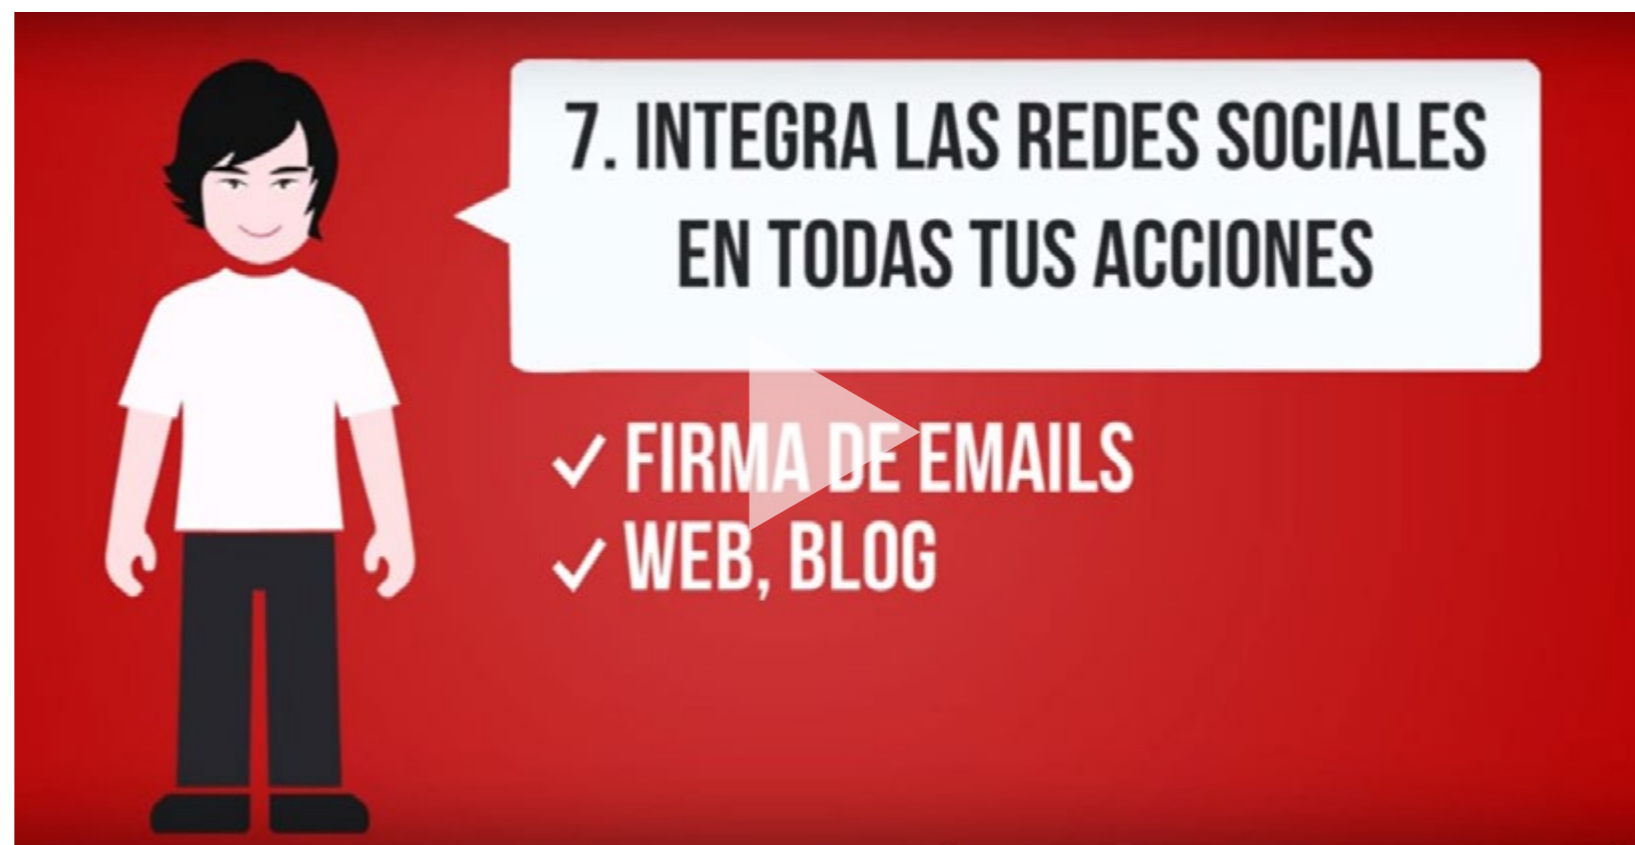 7. INTEGRA LAS REDES SOCIALES
EN TODAS TUS ACCIONES
✓ FIRMA DE EMAILS
✓ WEB, BLOG